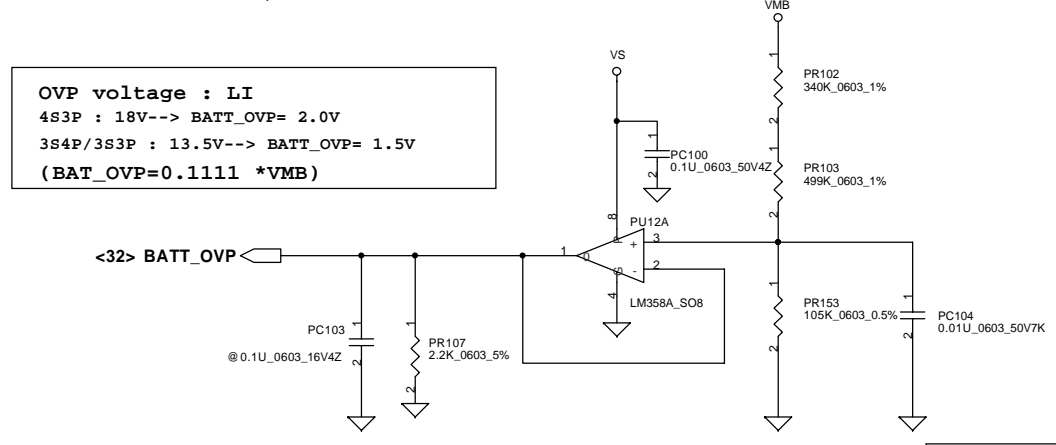 VMB
VS
OVP voltage : LI
4S3P : 18V--> BATT_OVP= 2.0V
3S4P/3S3P : 13.5V--> BATT_OVP= 1.5V
(BAT_OVP=0.1111 *VMB)
1
PR102
340K_0603_1%
2
1
PC100
0.1U_0603_50V4Z
2
1
PR103
499K_0603_1%
2
8
PU12A
P
+
3
<32> BATT_OVP
1
0
-
2
G
4
LM358A_SO8
1
PC103
@0.1U_0603_16V4Z
2
1
PR107
2.2K_0603_5%
2
1
PR153
105K_0603_0.5%
2
1
PC104
0.01U_0603_50V7K
2